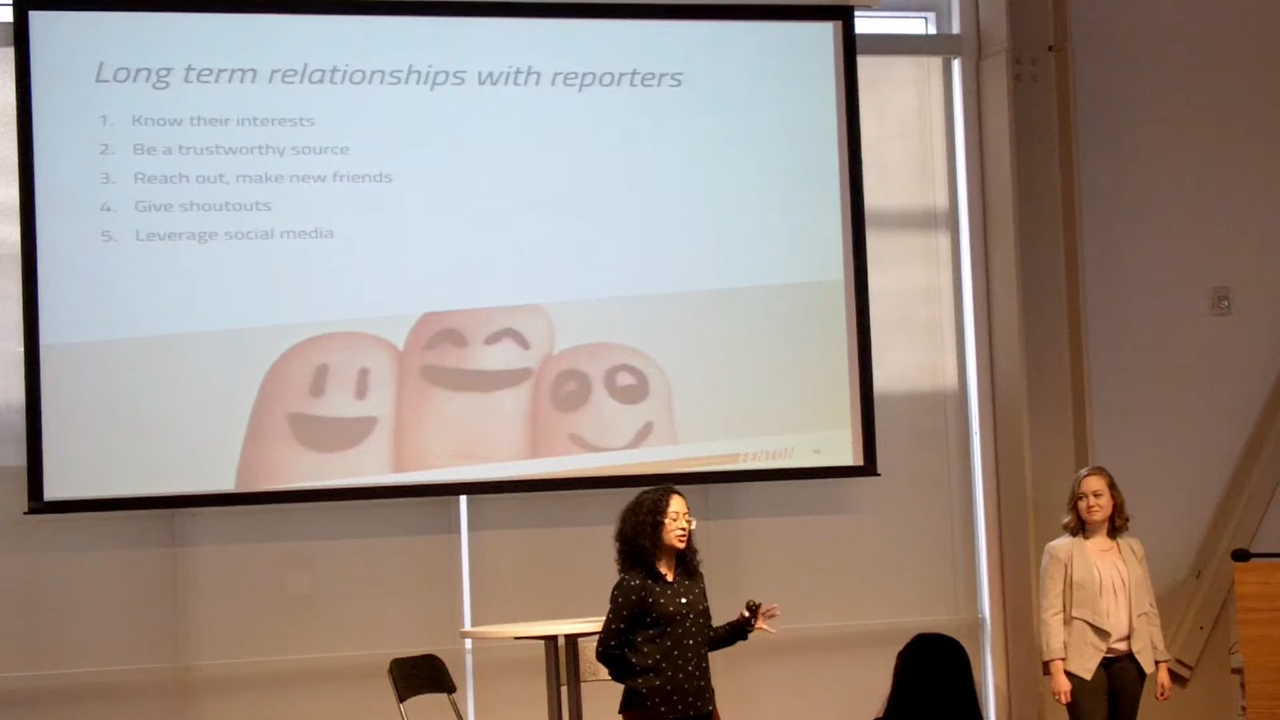 Long term relationships with reporters
1. Know their interests
2. Be a trustworthy source
3. Reach out, make new friends
4. Give shoutouts
5. Leverage social media
FENTON